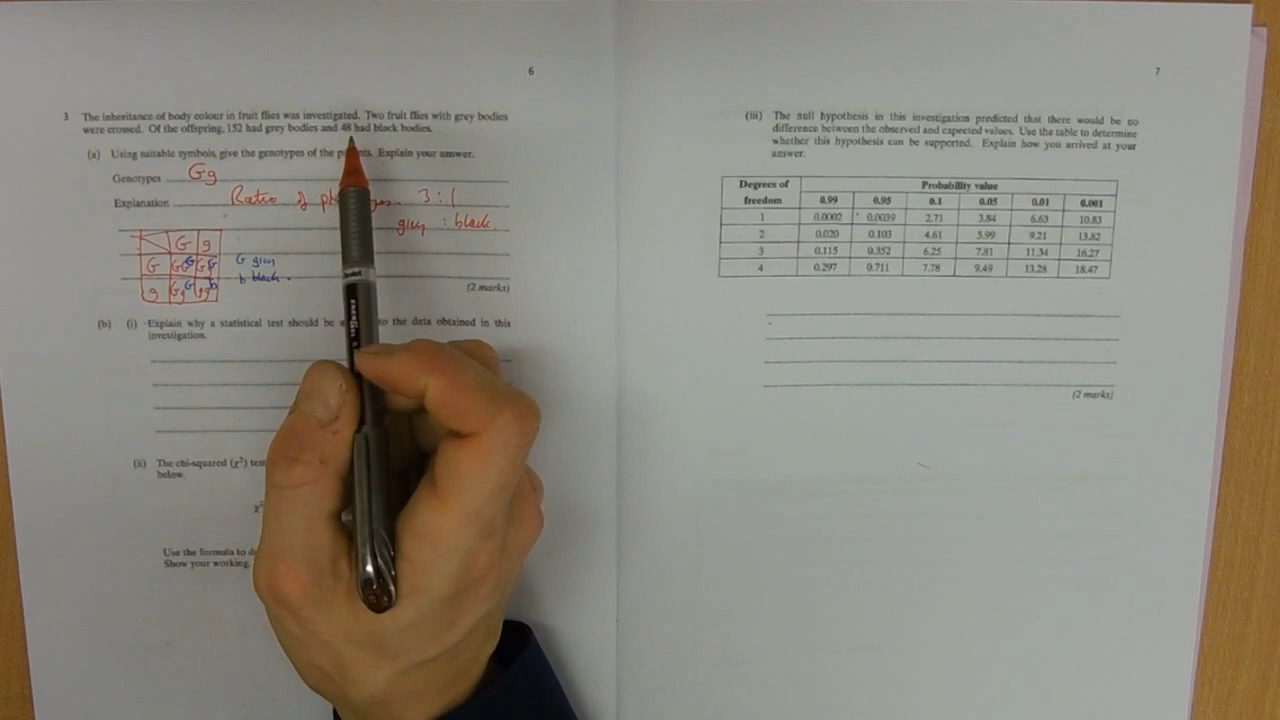 6
3 The inheritance of body colour in fruit flies was investigated. Two fruit flies with grey bodies
were crossed. Of the offspring, 152 had grey bodies and 48 had black bodies.
(a) Using suitable symbols, give the genotypes of the Explain your answer.
Genotypes Gg
Explanation Ratio of 3 : 1
grey : black
G g
G GG G Gg G
g Gg G gg b
G grey
b black.
(2 marks)
(b) (i) Explain why a statistical test should be to the data obtained in this
investigation.
(ii) The chi-squared (χ²) test
below.
χ²
Use the formula to
Show your working.
7
(iii) The null hypothesis in this investigation predicted that there would be no
difference between the observed and expected values. Use the table to determine
whether this hypothesis can be supported. Explain how you arrived at your
answer.
Degrees of freedom Probability value
0.99 0.95 0.1 0.05 0.01 0.001
1 0.0002 0.0039 2.71 3.84 6.63 10.83
2 0.020 0.103 4.61 5.99 9.21 13.82
3 0.115 0.352 6.25 7.81 11.34 16.27
4 0.297 0.711 7.78 9.49 13.28 18.47
(2 marks)